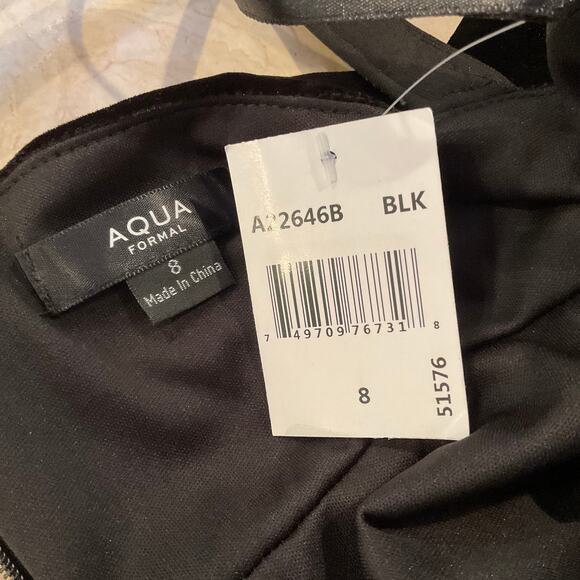 AQUA
FORMAL
8
Made In China
A22646B BLK
7 49709 76731 8
8
51576